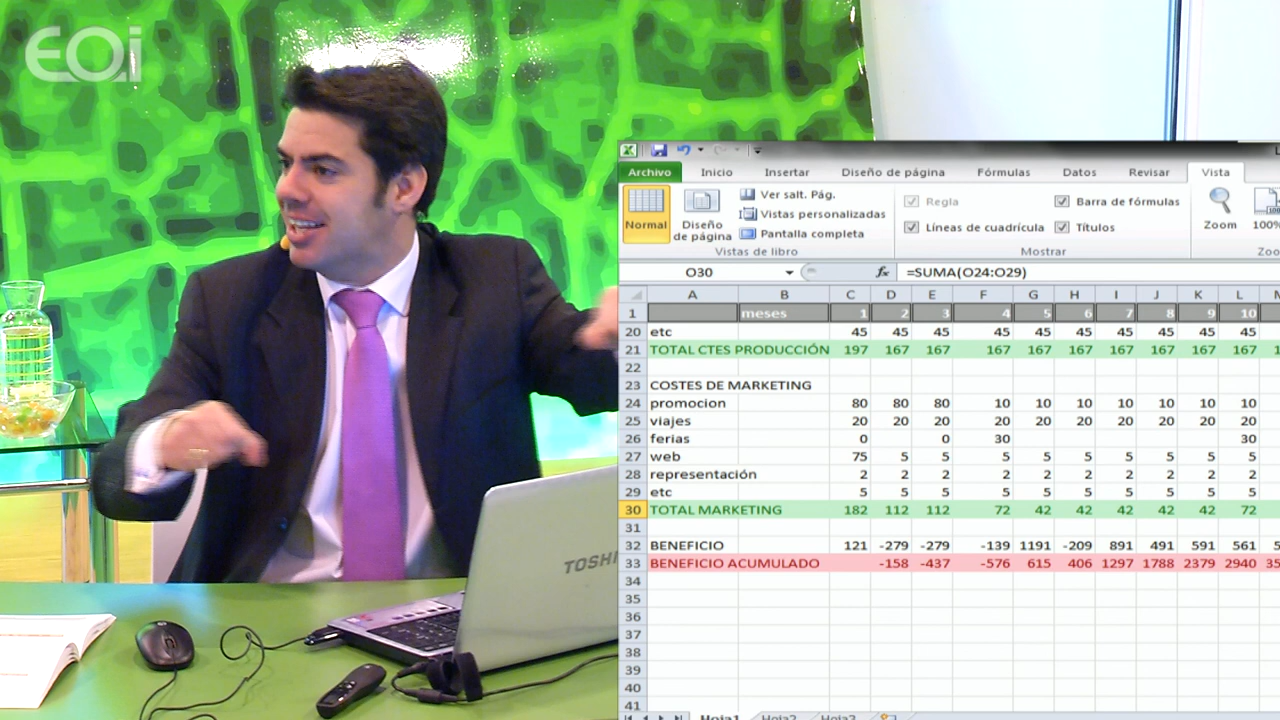 EOi
TOSHI
Archivo Inicio Insertar Diseño de página Fórmulas Datos Revisar Vista
Normal
Diseño de página
Ver salt. Pág.
Vistas personalizadas
Pantalla completa
Vistas de libro
Regla
Barra de fórmulas
Líneas de cuadrícula
Títulos
Mostrar
Zoom
100%
Zoo
O30 fx =SUMA(O24:O29)
A B C D E F G H I J K L M
1 meses 1 2 3 4 5 6 7 8 9 10
20 etc 45 45 45 45 45 45 45 45 45 45
21 TOTAL CTES PRODUCCIÓN 197 167 167 167 167 167 167 167 167 167 1
22
23 COSTES DE MARKETING
24 promocion 80 80 80 10 10 10 10 10 10 10
25 viajes 20 20 20 20 20 20 20 20 20 20
26 ferias 0 0 30 30
27 web 75 5 5 5 5 5 5 5 5 5
28 representación 2 2 2 2 2 2 2 2 2 2
29 etc 5 5 5 5 5 5 5 5 5 5
30 TOTAL MARKETING 182 112 112 72 42 42 42 42 42 72
31
32 BENEFICIO 121 -279 -279 -139 1191 -209 891 491 591 561 5
33 BENEFICIO ACUMULADO -158 -437 -576 615 406 1297 1788 2379 2940 35
34
35
36
37
38
39
40
41
Hoja1 Hoja2 Hoja3